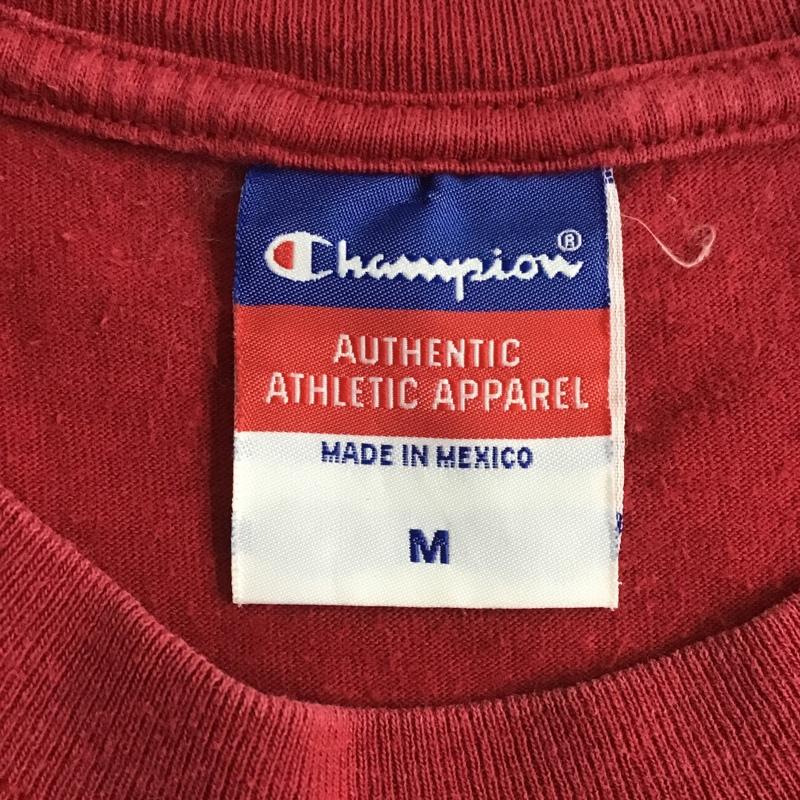 Champion®
AUTHENTIC
ATHLETIC APPAREL
MADE IN MEXICO
M